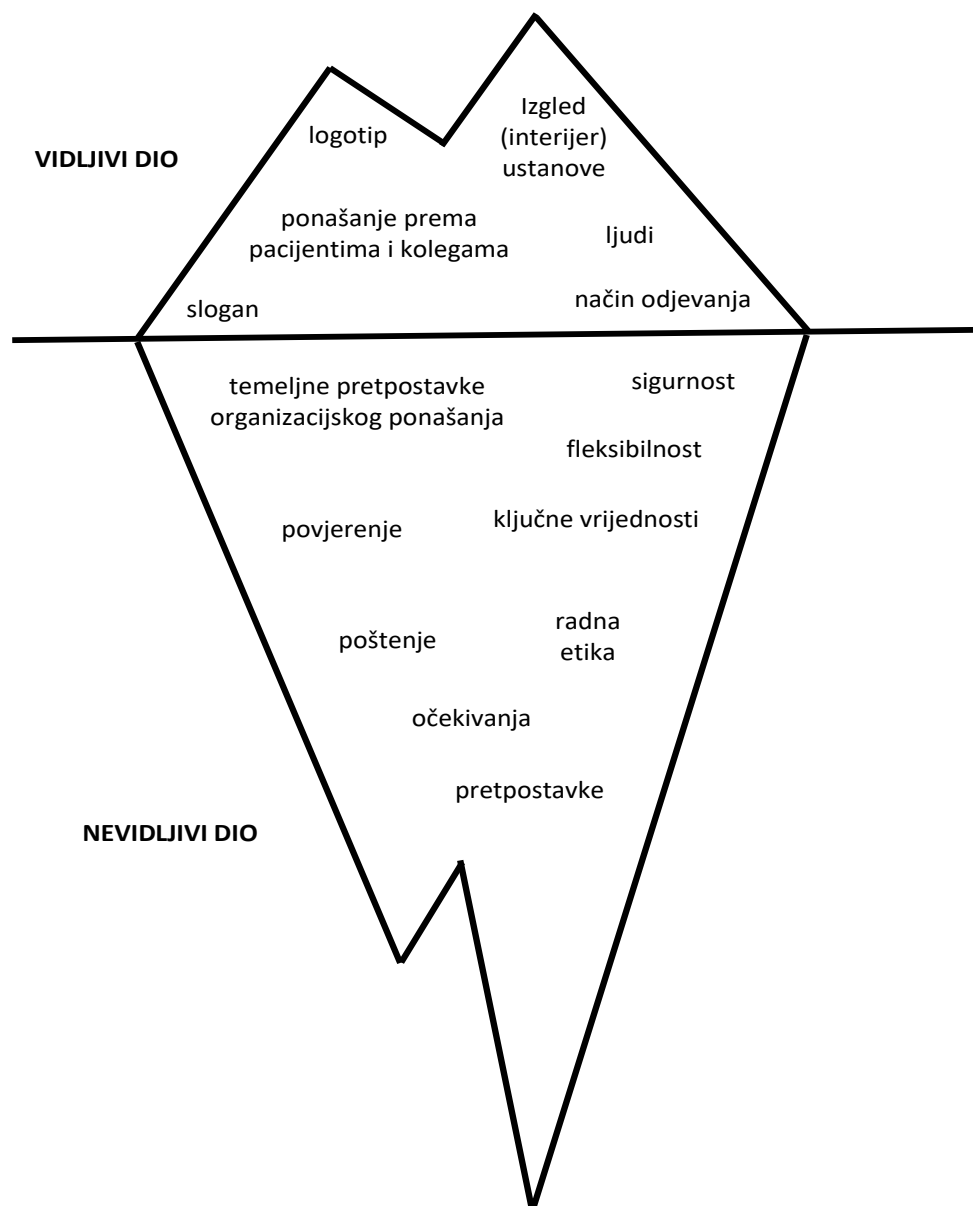 logotip
Izgled
(interijer)
ustanove
VIDLJIVI DIO
ponašanje prema
pacijentima i kolegama
ljudi
slogan
način odjevanja
temeljne pretpostavke
organizacijskog ponašanja
sigurnost
fleksibilnost
povjerenje
ključne vrijednosti
poštenje
radna
etika
očekivanja
pretpostavke
NEVIDLJIVI DIO